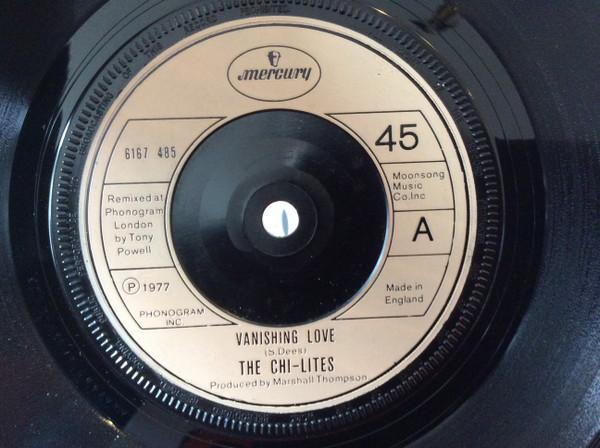 mercury
6167 485
45
Remixed at
Phonogram
London
by Tony
Powell
Moonsong
Music
Co.Inc
A
Ⓟ 1977
PHONOGRAM
INC.
Made in
England
VANISHING LOVE
(S.Dees)
THE CHI-LITES
Produced by Marshall Thompson